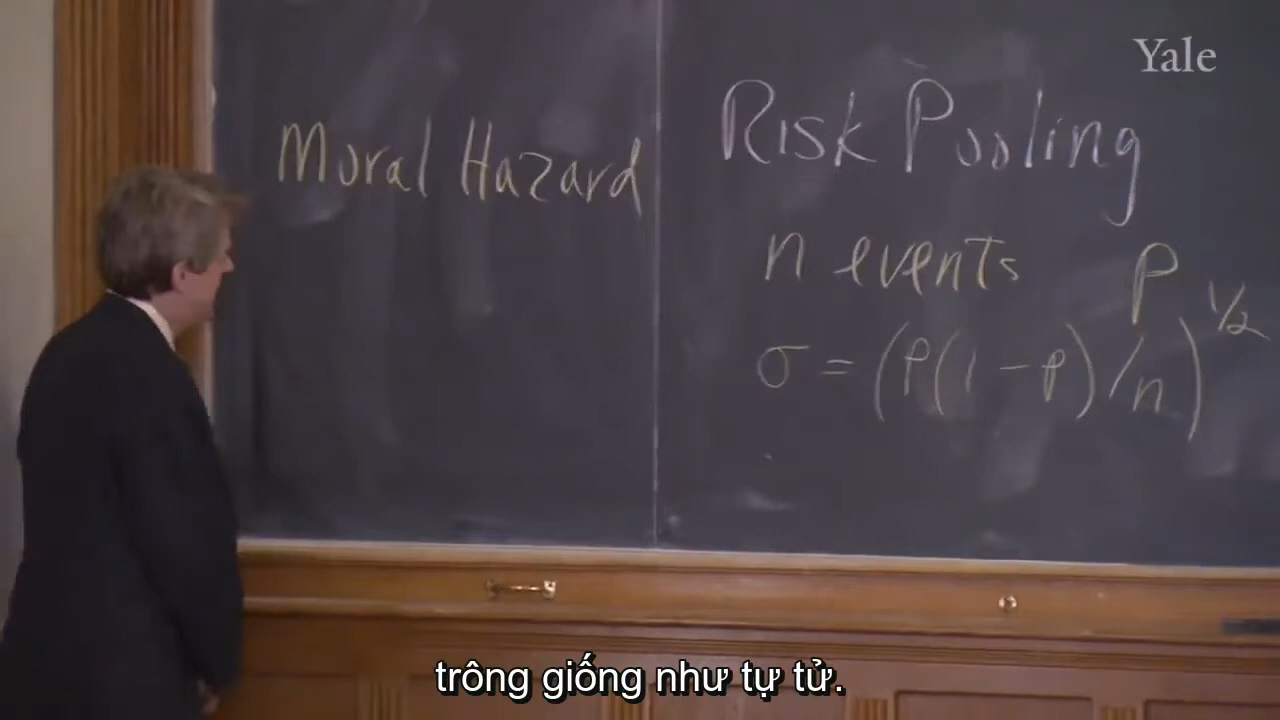 Yale
Moral Hazard
Risk Pooling
n events P
σ = (P(1-P)/n)^1/2
trông giống như tự tử.